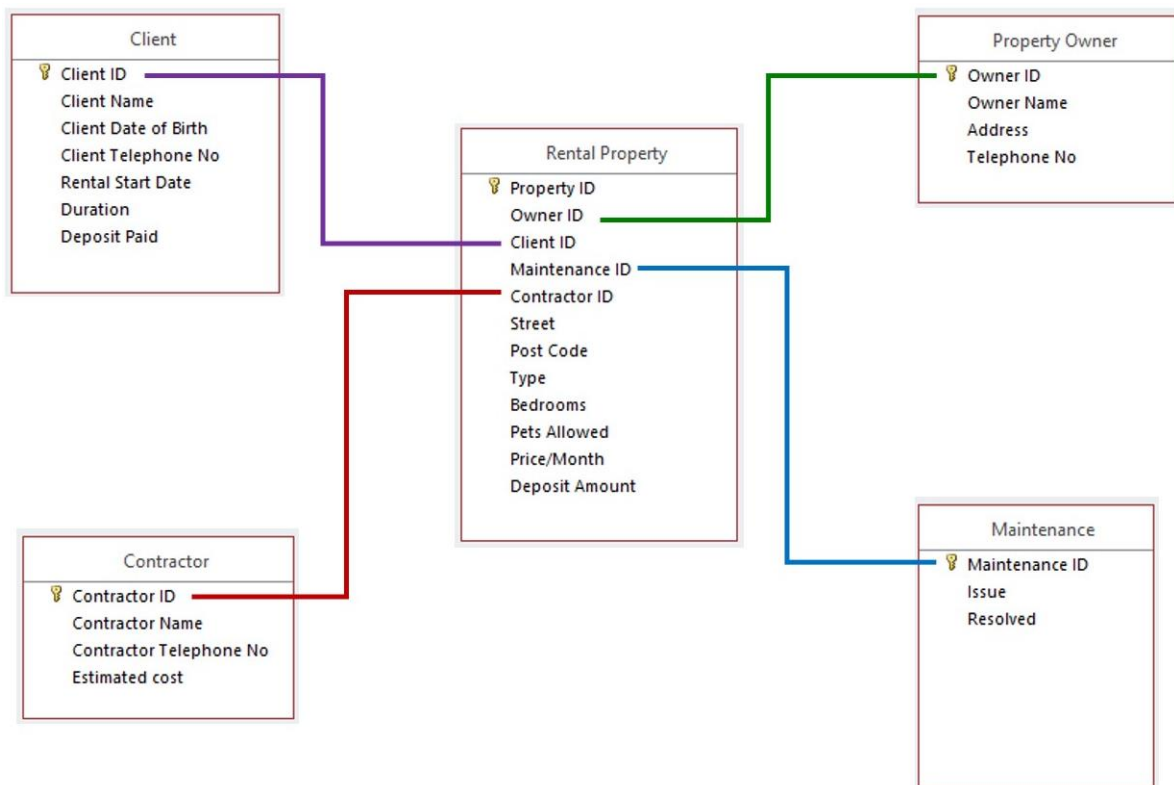 Client
Client ID
Client Name
Client Date of Birth
Client Telephone No
Rental Start Date
Duration
Deposit Paid
Rental Property
Property ID
Owner ID
Client ID
Maintenance ID
Contractor ID
Street
Post Code
Type
Bedrooms
Pets Allowed
Price/Month
Deposit Amount
Property Owner
Owner ID
Owner Name
Address
Telephone No
Contractor
Contractor ID
Contractor Name
Contractor Telephone No
Estimated cost
Maintenance
Maintenance ID
Issue
Resolved